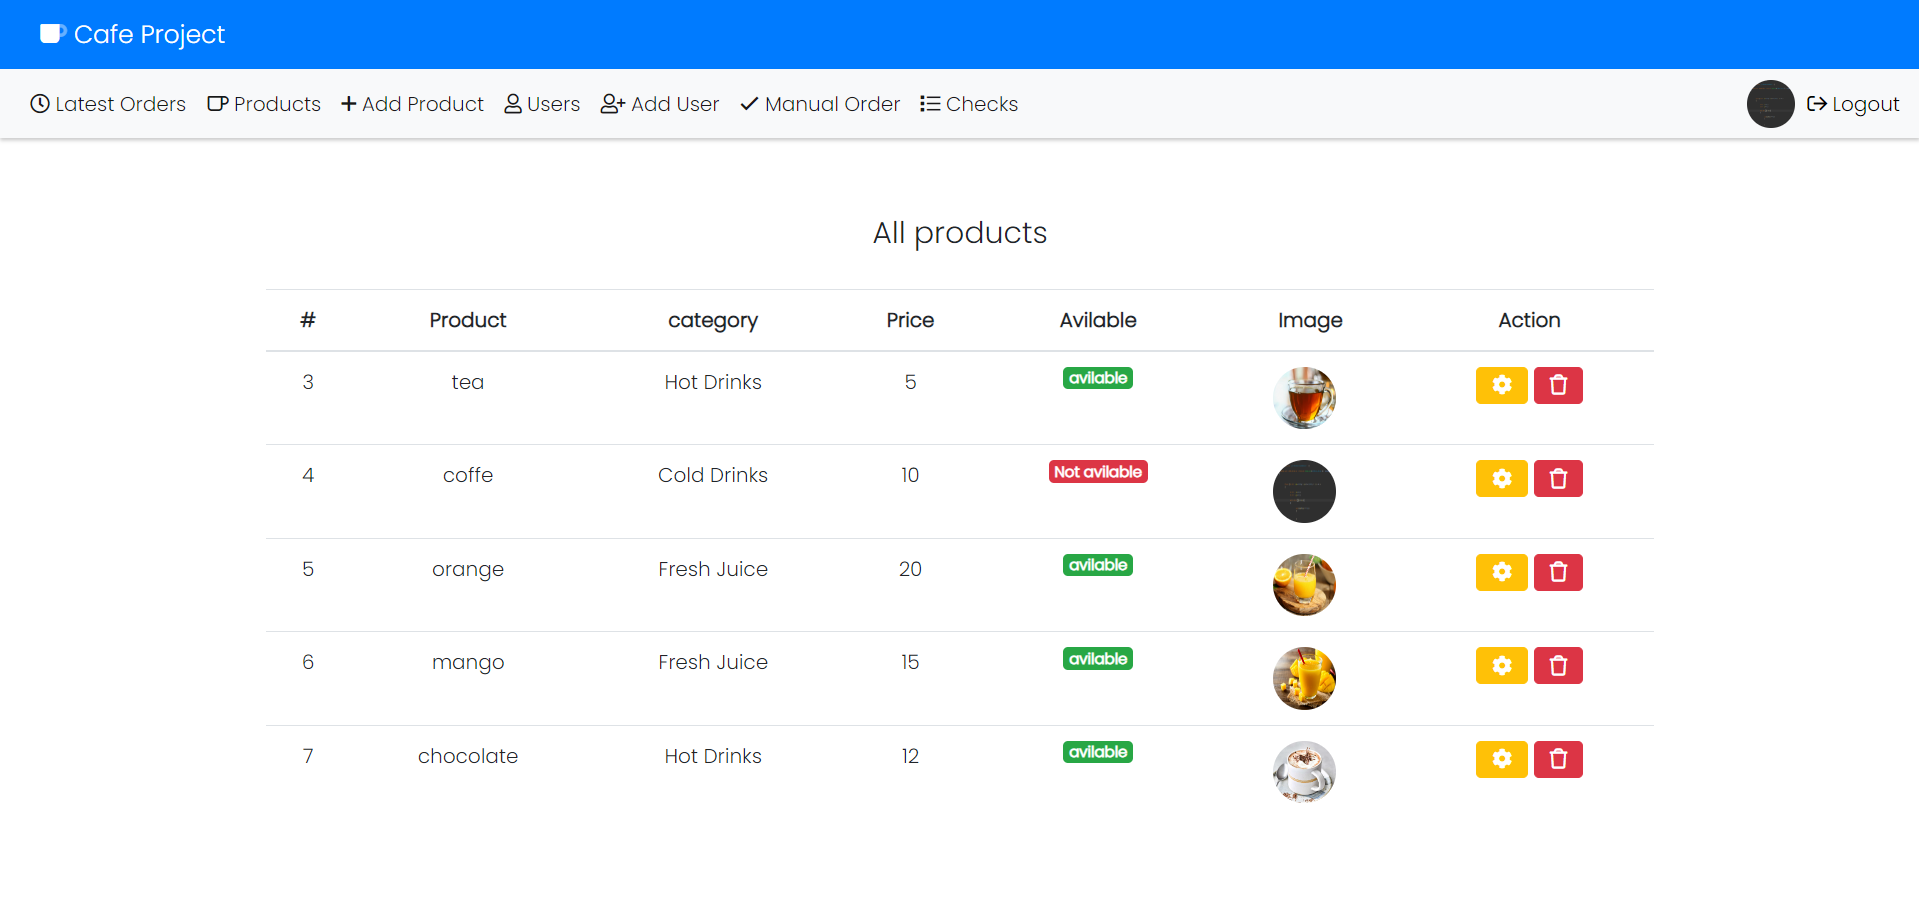 Cafe Project
Latest Orders Products Add Product Users Add User Manual Order Checks Logout
All products
# Product category Price Avilable Image Action
3 tea Hot Drinks 5 avilable
4 coffe Cold Drinks 10 Not avilable
5 orange Fresh Juice 20 avilable
6 mango Fresh Juice 15 avilable
7 chocolate Hot Drinks 12 avilable